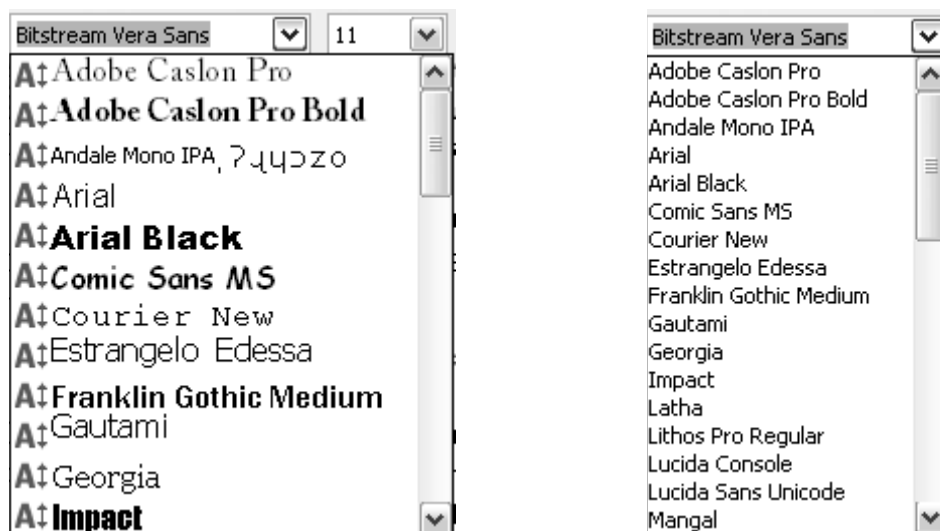 Bitstream Vera Sans 11
Adobe Caslon Pro
Adobe Caslon Pro Bold
Andale Mono IPA
Arial
Arial Black
Comic Sans MS
Courier New
Estrangelo Edessa
Franklin Gothic Medium
Gautami
Georgia
Impact
Bitstream Vera Sans
Adobe Caslon Pro
Adobe Caslon Pro Bold
Andale Mono IPA
Arial
Arial Black
Comic Sans MS
Courier New
Estrangelo Edessa
Franklin Gothic Medium
Gautami
Georgia
Impact
Latha
Lithos Pro Regular
Lucida Console
Lucida Sans Unicode
Mangal